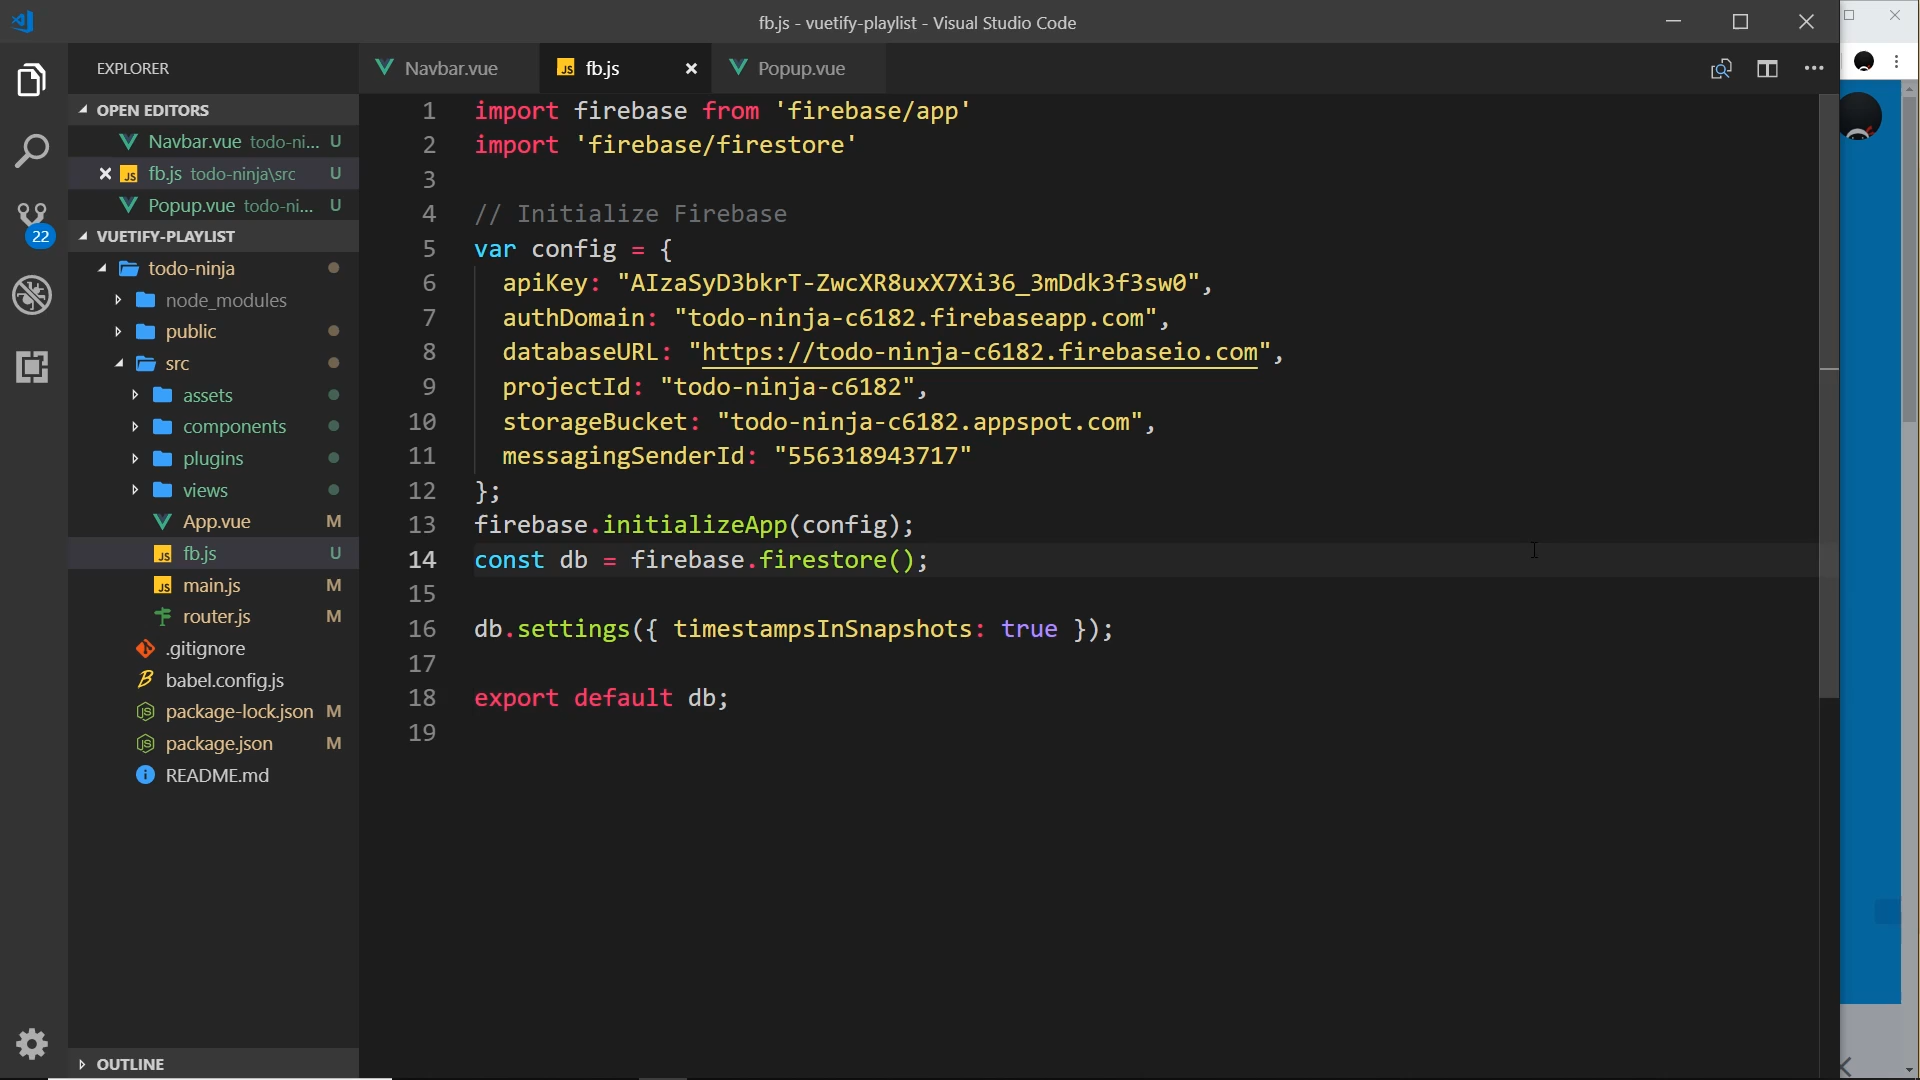 fb.js - vuetify-playlist - Visual Studio Code
EXPLORER
OPEN EDITORS
Navbar.vue todo-ni... U
fb.js todo-ninja\src U
Popup.vue todo-ni... U
22
VUETIFY-PLAYLIST
todo-ninja
node_modules
public
src
assets
components
plugins
views
App.vue M
JS fb.js U
JS main.js M
router.js M
.gitignore
babel.config.js
package-lock.json M
package.json M
README.md
OUTLINE
Navbar.vue
JS fb.js
Popup.vue
1 import firebase from 'firebase/app'
2 import 'firebase/firestore'
3
4 // Initialize Firebase
5 var config = {
6 apiKey: "AIzaSyD3bkrT-ZwcXR8uxX7Xi36_3mDdk3f3sw0",
7 authDomain: "todo-ninja-c6182.firebaseapp.com",
8 databaseURL: "https://todo-ninja-c6182.firebaseio.com",
9 projectId: "todo-ninja-c6182",
10 storageBucket: "todo-ninja-c6182.appspot.com",
11 messagingSenderId: "556318943717"
12 };
13 firebase.initializeApp(config);
14 const db = firebase.firestore();
15
16 db.settings({ timestampsInSnapshots: true });
17
18 export default db;
19